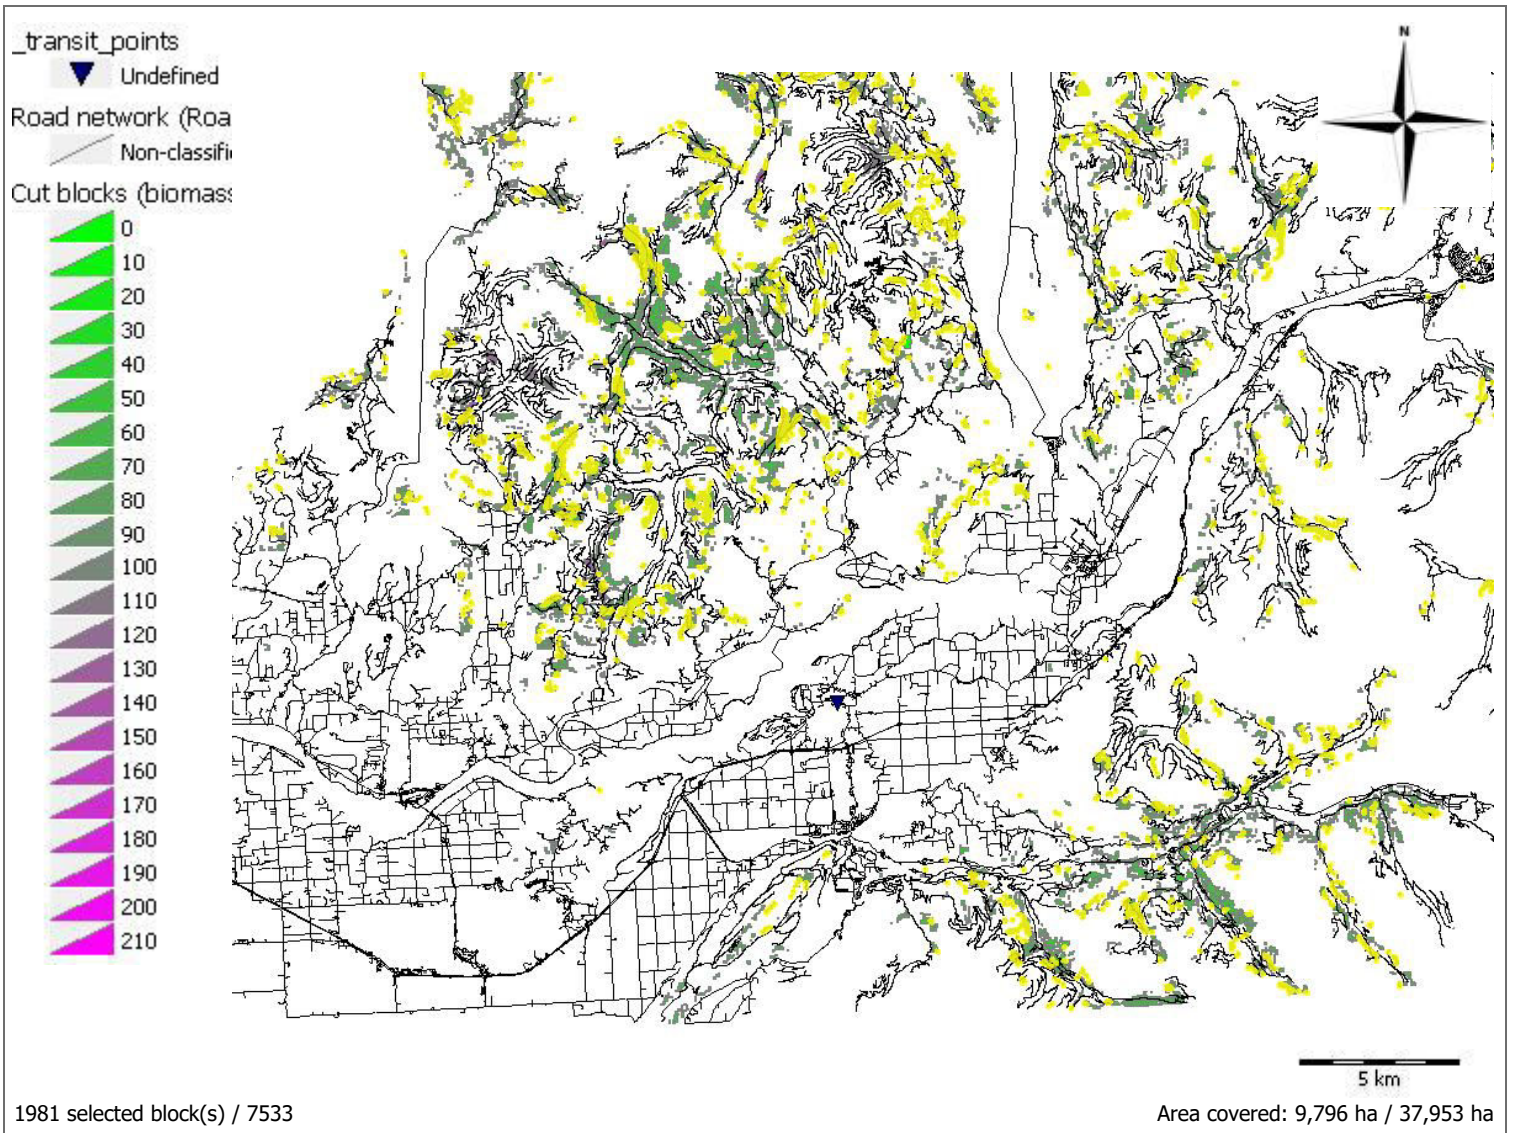 _transit_points
Undefined
Road network (Roa
Non-classifi
Cut blocks (biomass
0
10
20
30
40
50
60
70
80
90
100
110
120
130
140
150
160
170
180
190
200
210
N
5 km
1981 selected block(s) / 7533
Area covered: 9,796 ha / 37,953 ha